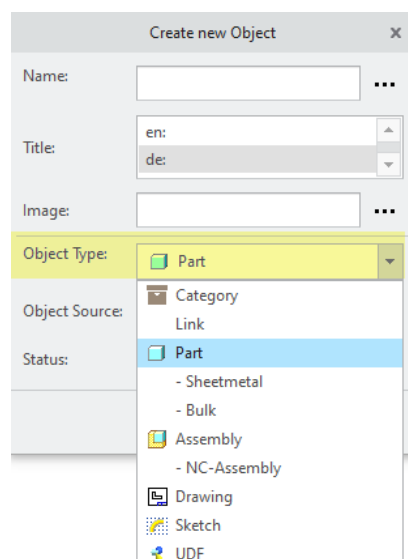 Create new Object
Name:
Title:
en:
de:
Image:
Object Type:
Part
Object Source:
Status:
Category
Link
Part
- Sheetmetal
- Bulk
Assembly
- NC-Assembly
Drawing
Sketch
UDF